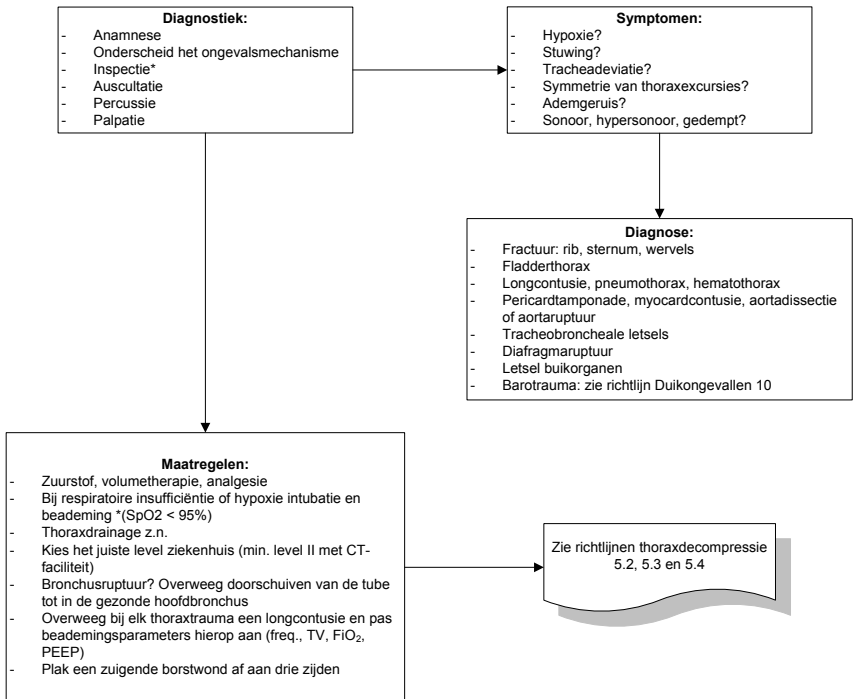 Diagnostiek:
- Anamnese
- Onderscheid het ongevalsmechanisme
- Inspectie*
- Auscultatie
- Percussie
- Palpatie
Symptomen:
- Hypoxie?
- Stuwing?
- Tracheadeviatie?
- Symmetrie van thoraxexcursies?
- Ademgeruis?
- Sonoor, hypersonoor, gedempt?
Diagnose:
- Fractuur: rib, sternum, wervels
- Fladderthorax
- Longcontusie, pneumothorax, hematothorax
- Pericardtamponade, myocardcontusie, aortadissectie
of aortaruptuur
- Tracheobroncheale letsels
- Diafragmaruptuur
- Letsel buikorganen
- Barotrauma: zie richtlijn Duikongevallen 10
Maatregelen:
- Zuurstof, volumetherapie, analgesie
- Bij respiratoire insufficiëntie of hypoxie intubatie en
beademing *(SpO2 < 95%)
- Thoraxdrainage z.n.
- Kies het juiste level ziekenhuis (min. level II met CT-
faciliteit)
- Bronchusruptuur? Overweeg doorschuiven van de tube
tot in de gezonde hoofdbronchus
- Overweeg bij elk thoraxtrauma een longcontusie en pas
beademingsparameters hierop aan (freq., TV, FiO₂,
PEEP)
- Plak een zuigende borstwond af aan drie zijden
Zie richtlijnen thoraxdecompressie
5.2, 5.3 en 5.4